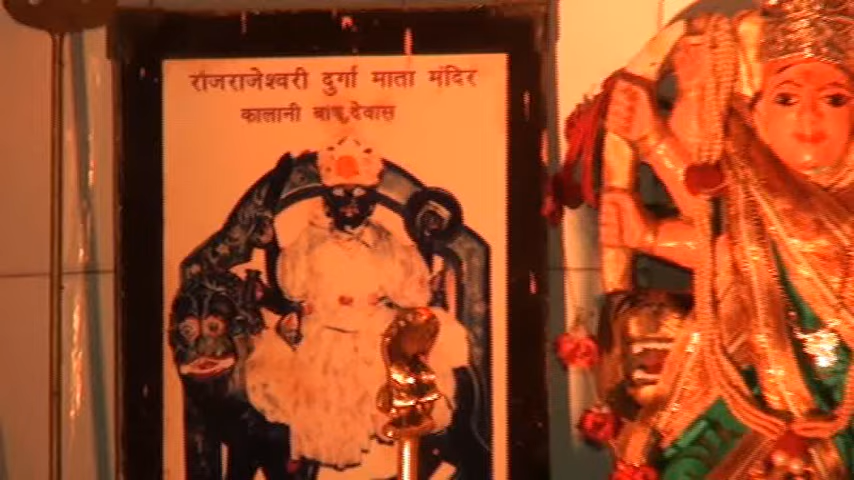 राजराजेश्वरी दुर्गा माता मंदिर
कालानी बाग, देवास